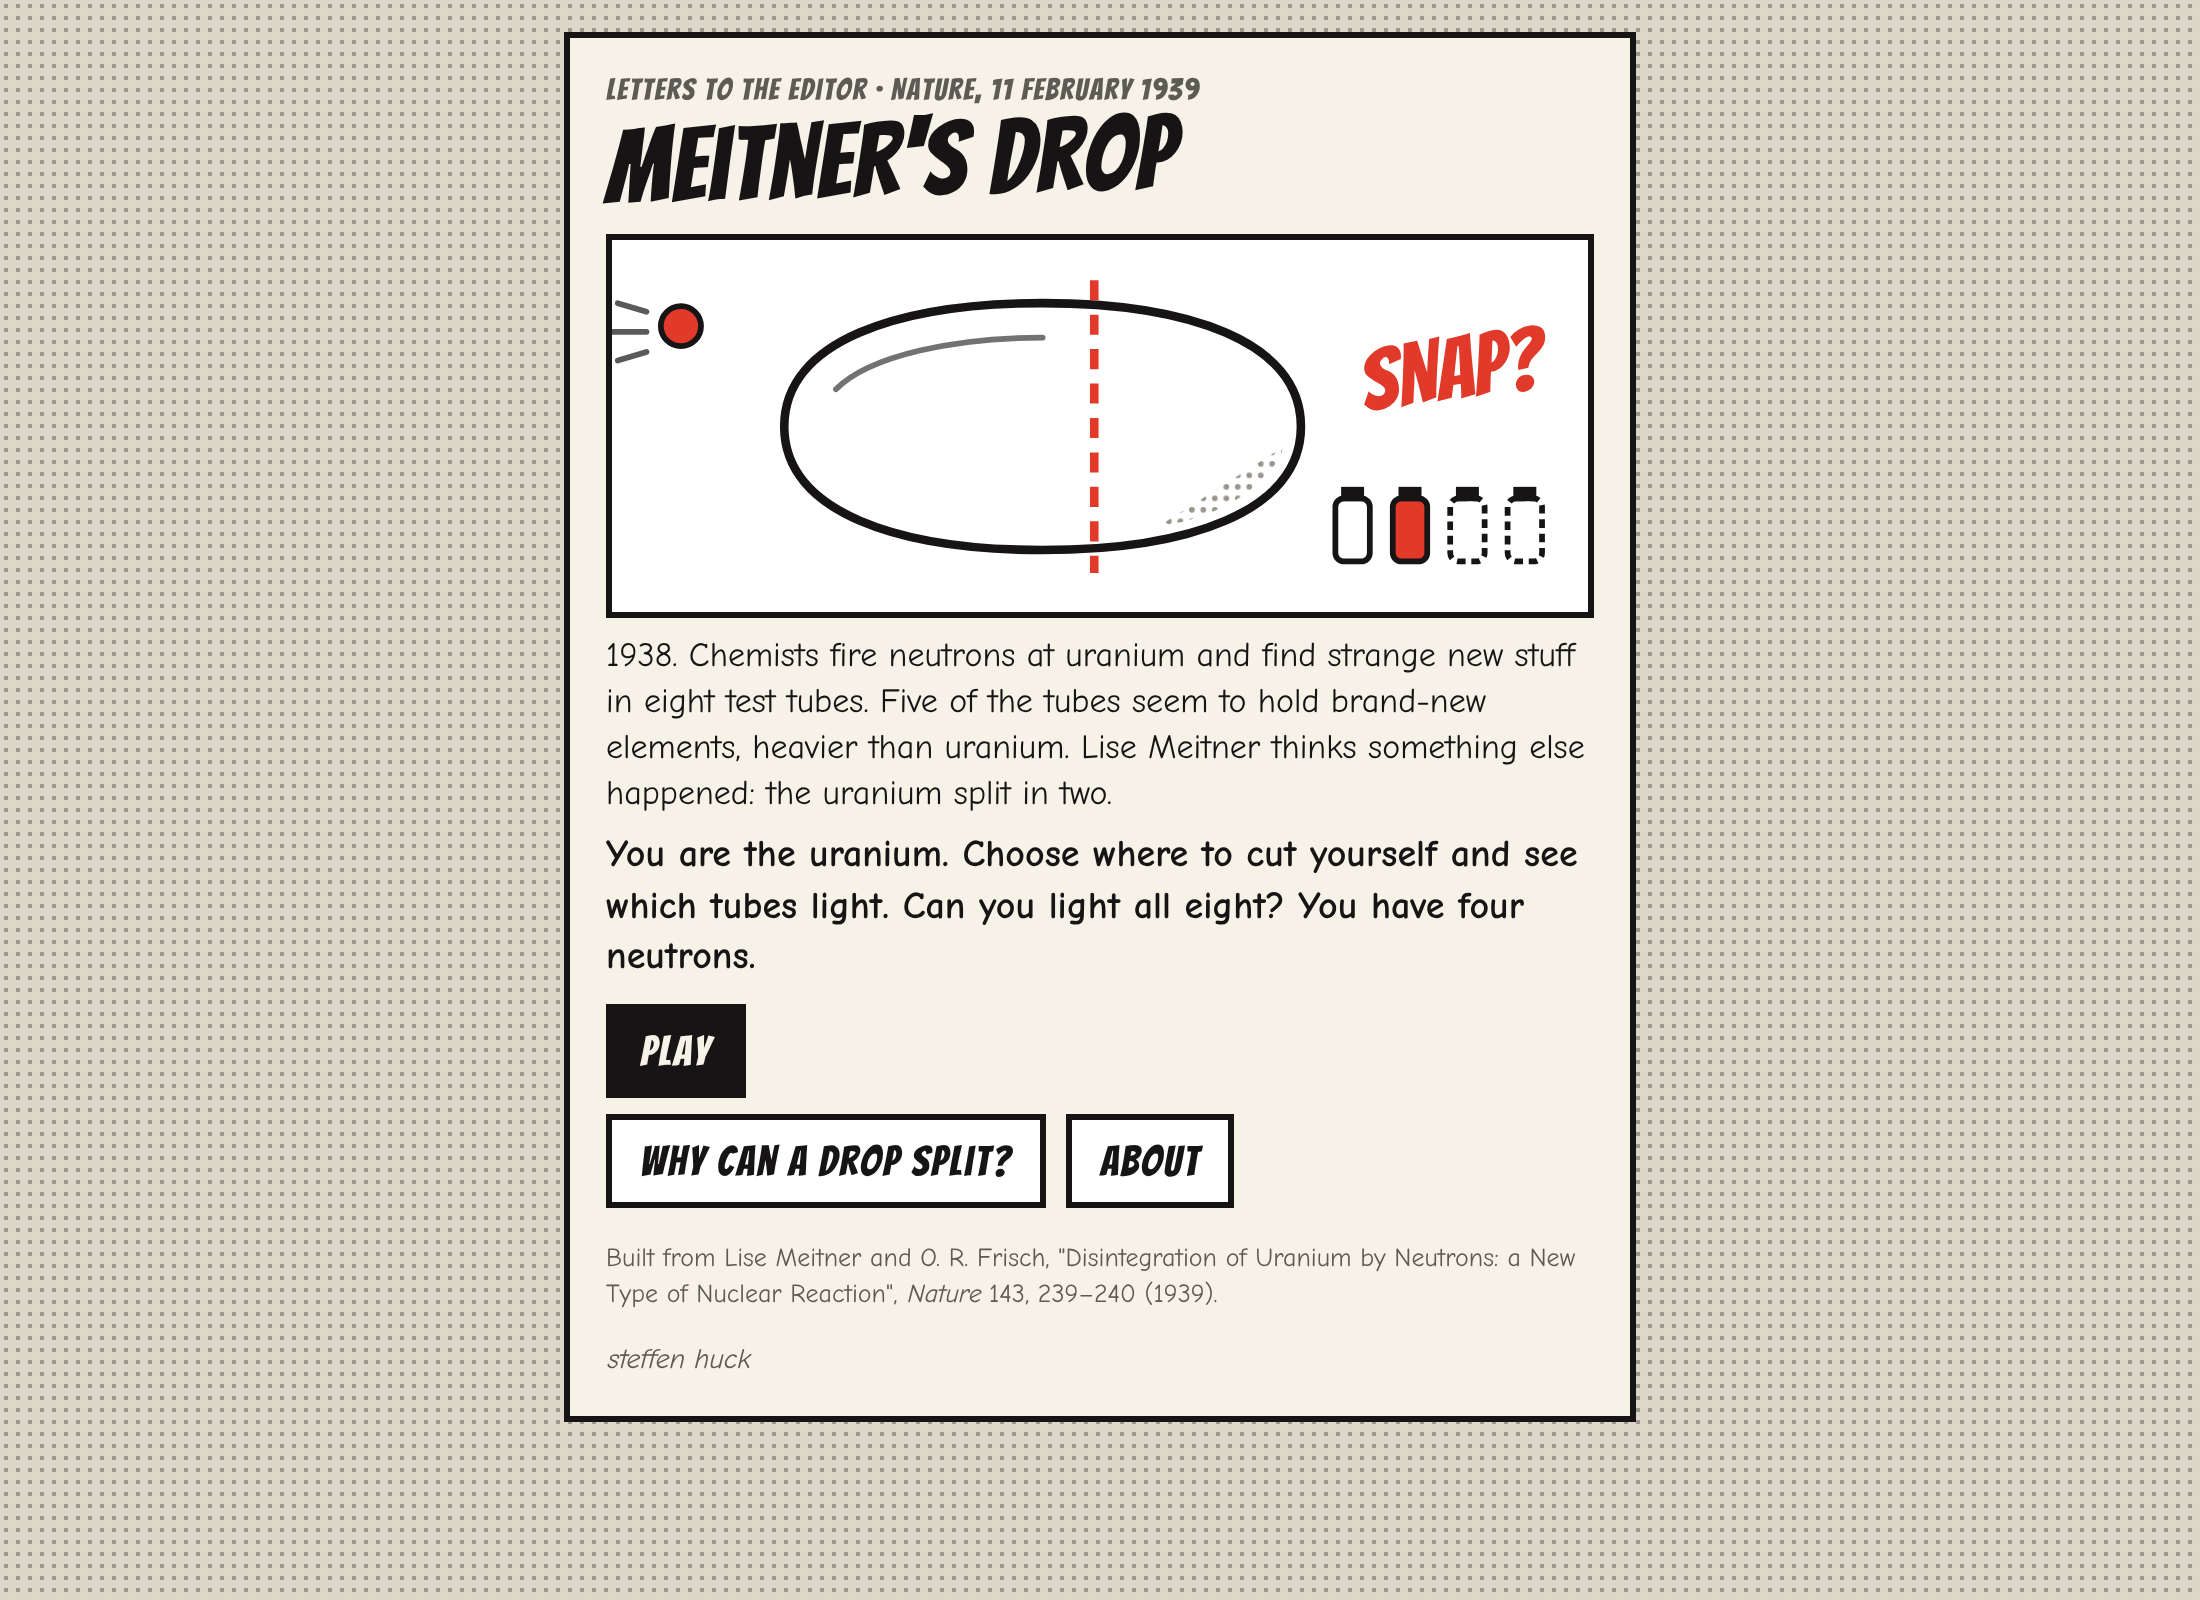 LETTERS TO THE EDITOR · NATURE, 11 FEBRUARY 1939
MEITNER'S DROP
SNAP?
1938. Chemists fire neutrons at uranium and find strange new stuff
in eight test tubes. Five of the tubes seem to hold brand-new
elements, heavier than uranium. Lise Meitner thinks something else
happened: the uranium split in two.
You are the uranium. Choose where to cut yourself and see
which tubes light. Can you light all eight? You have four
neutrons.
PLAY
WHY CAN A DROP SPLIT?
ABOUT
Built from Lise Meitner and O. R. Frisch, "Disintegration of Uranium by Neutrons: a New
Type of Nuclear Reaction", Nature 143, 239–240 (1939).
steffen huck